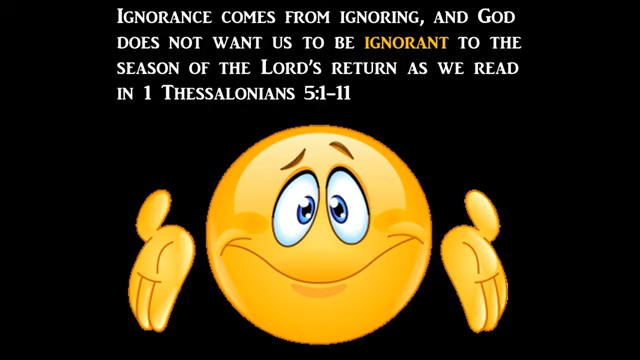 Ignorance comes from ignoring, and God
does not want us to be ignorant to the
season of the Lord's return as we read
in 1 Thessalonians 5:1–11